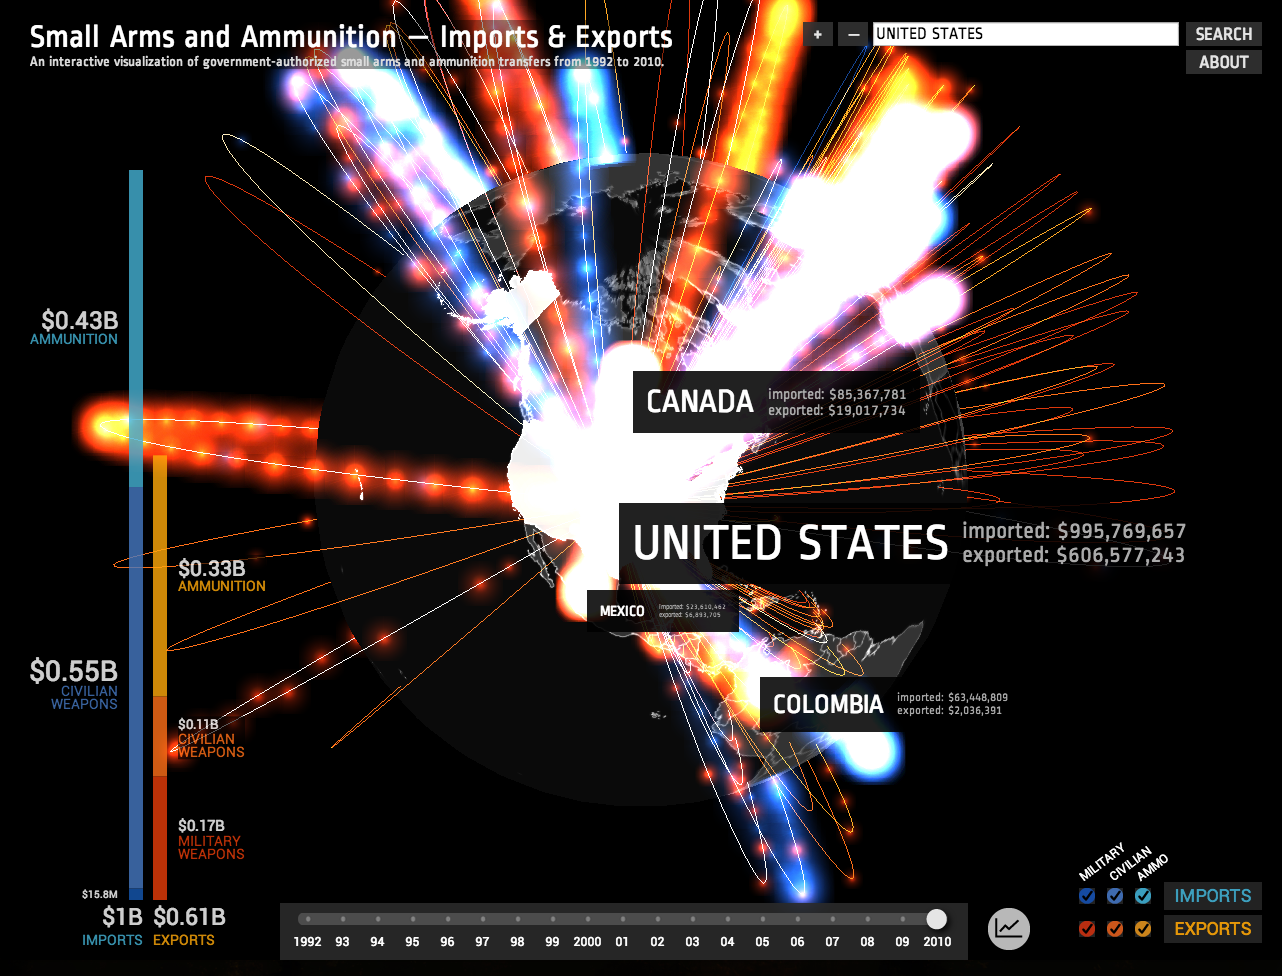 Small Arms and Ammunition — Imports & Exports
An interactive visualization of government-authorized small arms and ammunition transfers from 1992 to 2010.
+ – UNITED STATES SEARCH
ABOUT
$0.43B
AMMUNITION
CANADA
imported: $85,367,781
exported: $19,017,734
UNITED STATES
imported: $995,769,657
exported: $606,577,243
$0.33B
AMMUNITION
MEXICO
imported: $23,610,462
exported: $6,893,705
$0.55B
CIVILIAN
WEAPONS
COLOMBIA
imported: $63,448,809
exported: $2,036,391
$0.11B
CIVILIAN
WEAPONS
$0.17B
MILITARY
WEAPONS
$15.8M
$1B
IMPORTS
$0.61B
EXPORTS
1992 93 94 95 96 97 98 99 2000 01 02 03 04 05 06 07 08 09 2010
MILITARY
CIVILIAN
AMMO
IMPORTS
EXPORTS